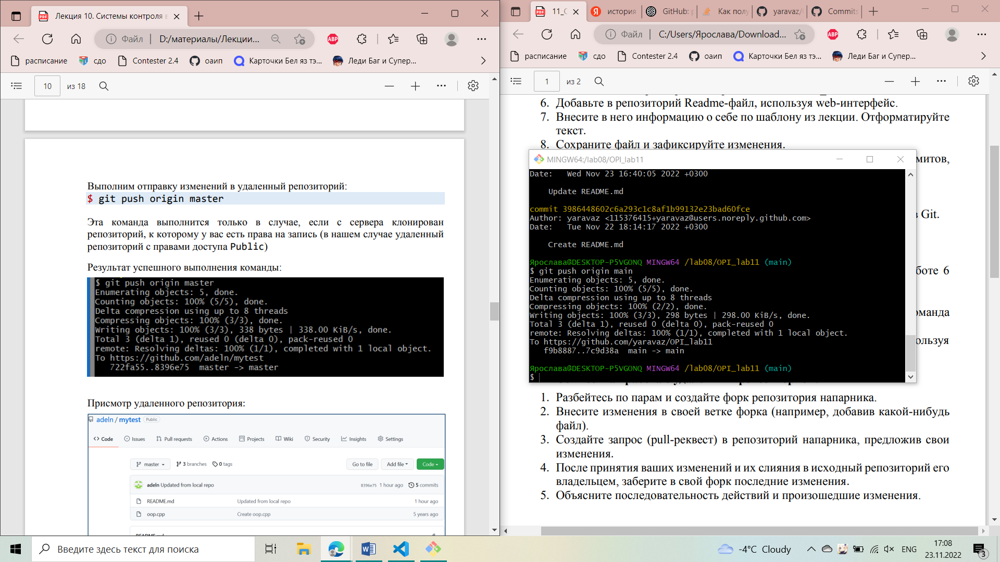 Лекция 10. Системы контроля в
Файл
D:/материалы/Лекции...
ABP
расписание
сдо
Contester 2.4
оаип
Карточки Бел яз тэ...
Леди Баг и Супер...
10 из 18
Выполним отправку изменений в удаленный репозиторий:
$ git push origin master
Эта команда выполнится только в случае, если с сервера клонирован
репозиторий, к которому у вас есть права на запись (в нашем случае удаленный
репозиторий с правами доступа Public)
Результат успешного выполнения команды:
$ git push origin master
Enumerating objects: 5, done.
Counting objects: 100% (5/5), done.
Delta compression using up to 8 threads
Compressing objects: 100% (3/3), done.
Writing objects: 100% (3/3), 338 bytes | 338.00 KiB/s, done.
Total 3 (delta 1), reused 0 (delta 0), pack-reused 0
remote: Resolving deltas: 100% (1/1), completed with 1 local object.
To https://github.com/adeln/mytest
722fa55..8396e75 master -> master
Присмотр удаленного репозитория:
adeln / mytest Public
Code Issues Pull requests Actions Projects Wiki Security Insights Settings
master 3 branches 0 tags Go to file Add file Code
adeln Updated from local repo 8396e75 1 hour ago 5 commits
README.md Updated from local repo 1 hour ago
oop.cpp Create oop.cpp 5 years ago
11_О
история
GitHub: р
Как полу
yaravaz/
Commits
Файл
C:/Users/Ярослава/Download...
ABP
расписание
сдо
Contester 2.4
оаип
Карточки Бел яз тэ...
Леди Баг и Супер...
1 из 2
6. Добавьте в репозиторий Readme-файл, используя web-интерфейс.
7. Внесите в него информацию о себе по шаблону из лекции. Отформатируйте
текст.
8. Сохраните файл и зафиксируйте изменения.
митов,
в Git.
боте 6
оманда
ользуя
MINGW64:/lab08/OPI_lab11
Date: Wed Nov 23 16:40:05 2022 +0300
Update README.md
commit 3986448602c6a293c1c8af1b99132e23bad60fce
Author: yaravaz <115376415+yaravaz@users.noreply.github.com>
Date: Tue Nov 22 18:14:17 2022 +0300
Create README.md
Ярослава@DESKTOP-P5VGONQ MINGW64 /lab08/OPI_lab11 (main)
$ git push origin main
Enumerating objects: 5, done.
Counting objects: 100% (5/5), done.
Delta compression using up to 8 threads
Compressing objects: 100% (2/2), done.
Writing objects: 100% (3/3), 298 bytes | 298.00 KiB/s, done.
Total 3 (delta 1), reused 0 (delta 0), pack-reused 0
remote: Resolving deltas: 100% (1/1), completed with 1 local object.
To https://github.com/yaravaz/OPI_lab11
f9b8887..7c9d38a main -> main
Ярослава@DESKTOP-P5VGONQ MINGW64 /lab08/OPI_lab11 (main)
$
1. Разбейтесь по парам и создайте форк репозитория напарника.
2. Внесите изменения в своей ветке форка (например, добавив какой-нибудь
файл).
3. Создайте запрос (pull-реквест) в репозиторий напарника, предложив свои
изменения.
4. После принятия ваших изменений и их слияния в исходный репозиторий его
владельцем, заберите в свой форк последние изменения.
5. Объясните последовательность действий и произошедшие изменения.
Введите здесь текст для поиска
-4°C Cloudy
ENG
17:08
23.11.2022
3